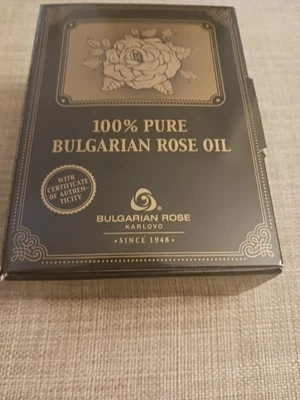 100% PURE
BULGARIAN ROSE OIL
WITH
CERTIFICATE
OF AUTHEN-
TICITY
BULGARIAN ROSE
KARLOVO
• SINCE 1948 •